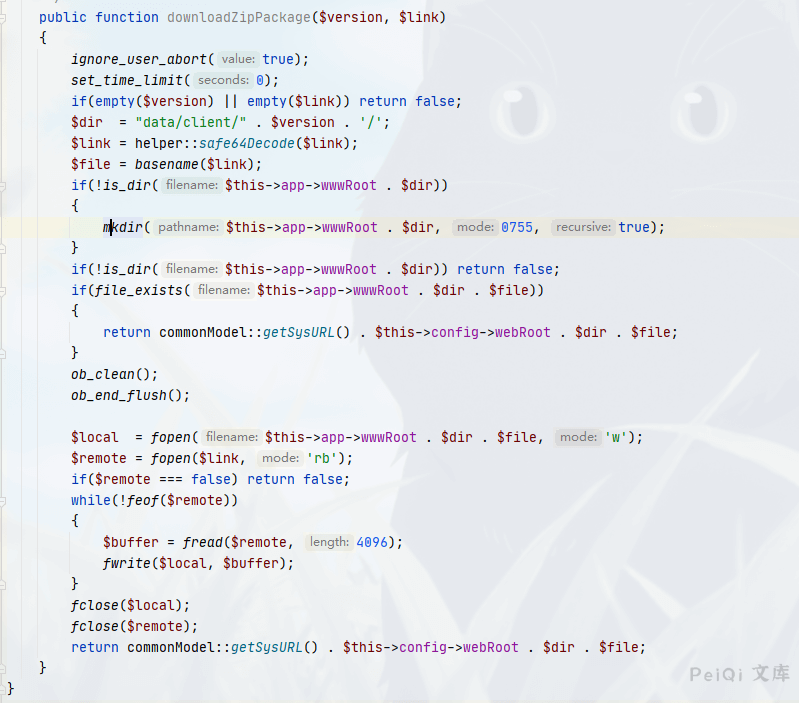 public function downloadZipPackage($version, $link)
{
ignore_user_abort( value: true);
set_time_limit( seconds: 0);
if(empty($version) || empty($link)) return false;
$dir  = "data/client/" . $version . '/';
$link = helper::safe64Decode($link);
$file = basename($link);
if(!is_dir( filename: $this->app->wwwRoot . $dir))
{
mkdir( pathname: $this->app->wwwRoot . $dir, mode: 0755, recursive: true);
}
if(!is_dir( filename: $this->app->wwwRoot . $dir)) return false;
if(file_exists( filename: $this->app->wwwRoot . $dir . $file))
{
return commonModel::getSysURL() . $this->config->webRoot . $dir . $file;
}
ob_clean();
ob_end_flush();
$local  = fopen( filename: $this->app->wwwRoot . $dir . $file, mode: 'w');
$remote = fopen($link, mode: 'rb');
if($remote === false) return false;
while(!feof($remote))
{
$buffer = fread($remote, length: 4096);
fwrite($local, $buffer);
}
fclose($local);
fclose($remote);
return commonModel::getSysURL() . $this->config->webRoot . $dir . $file;
}
}
PeiQi 文库